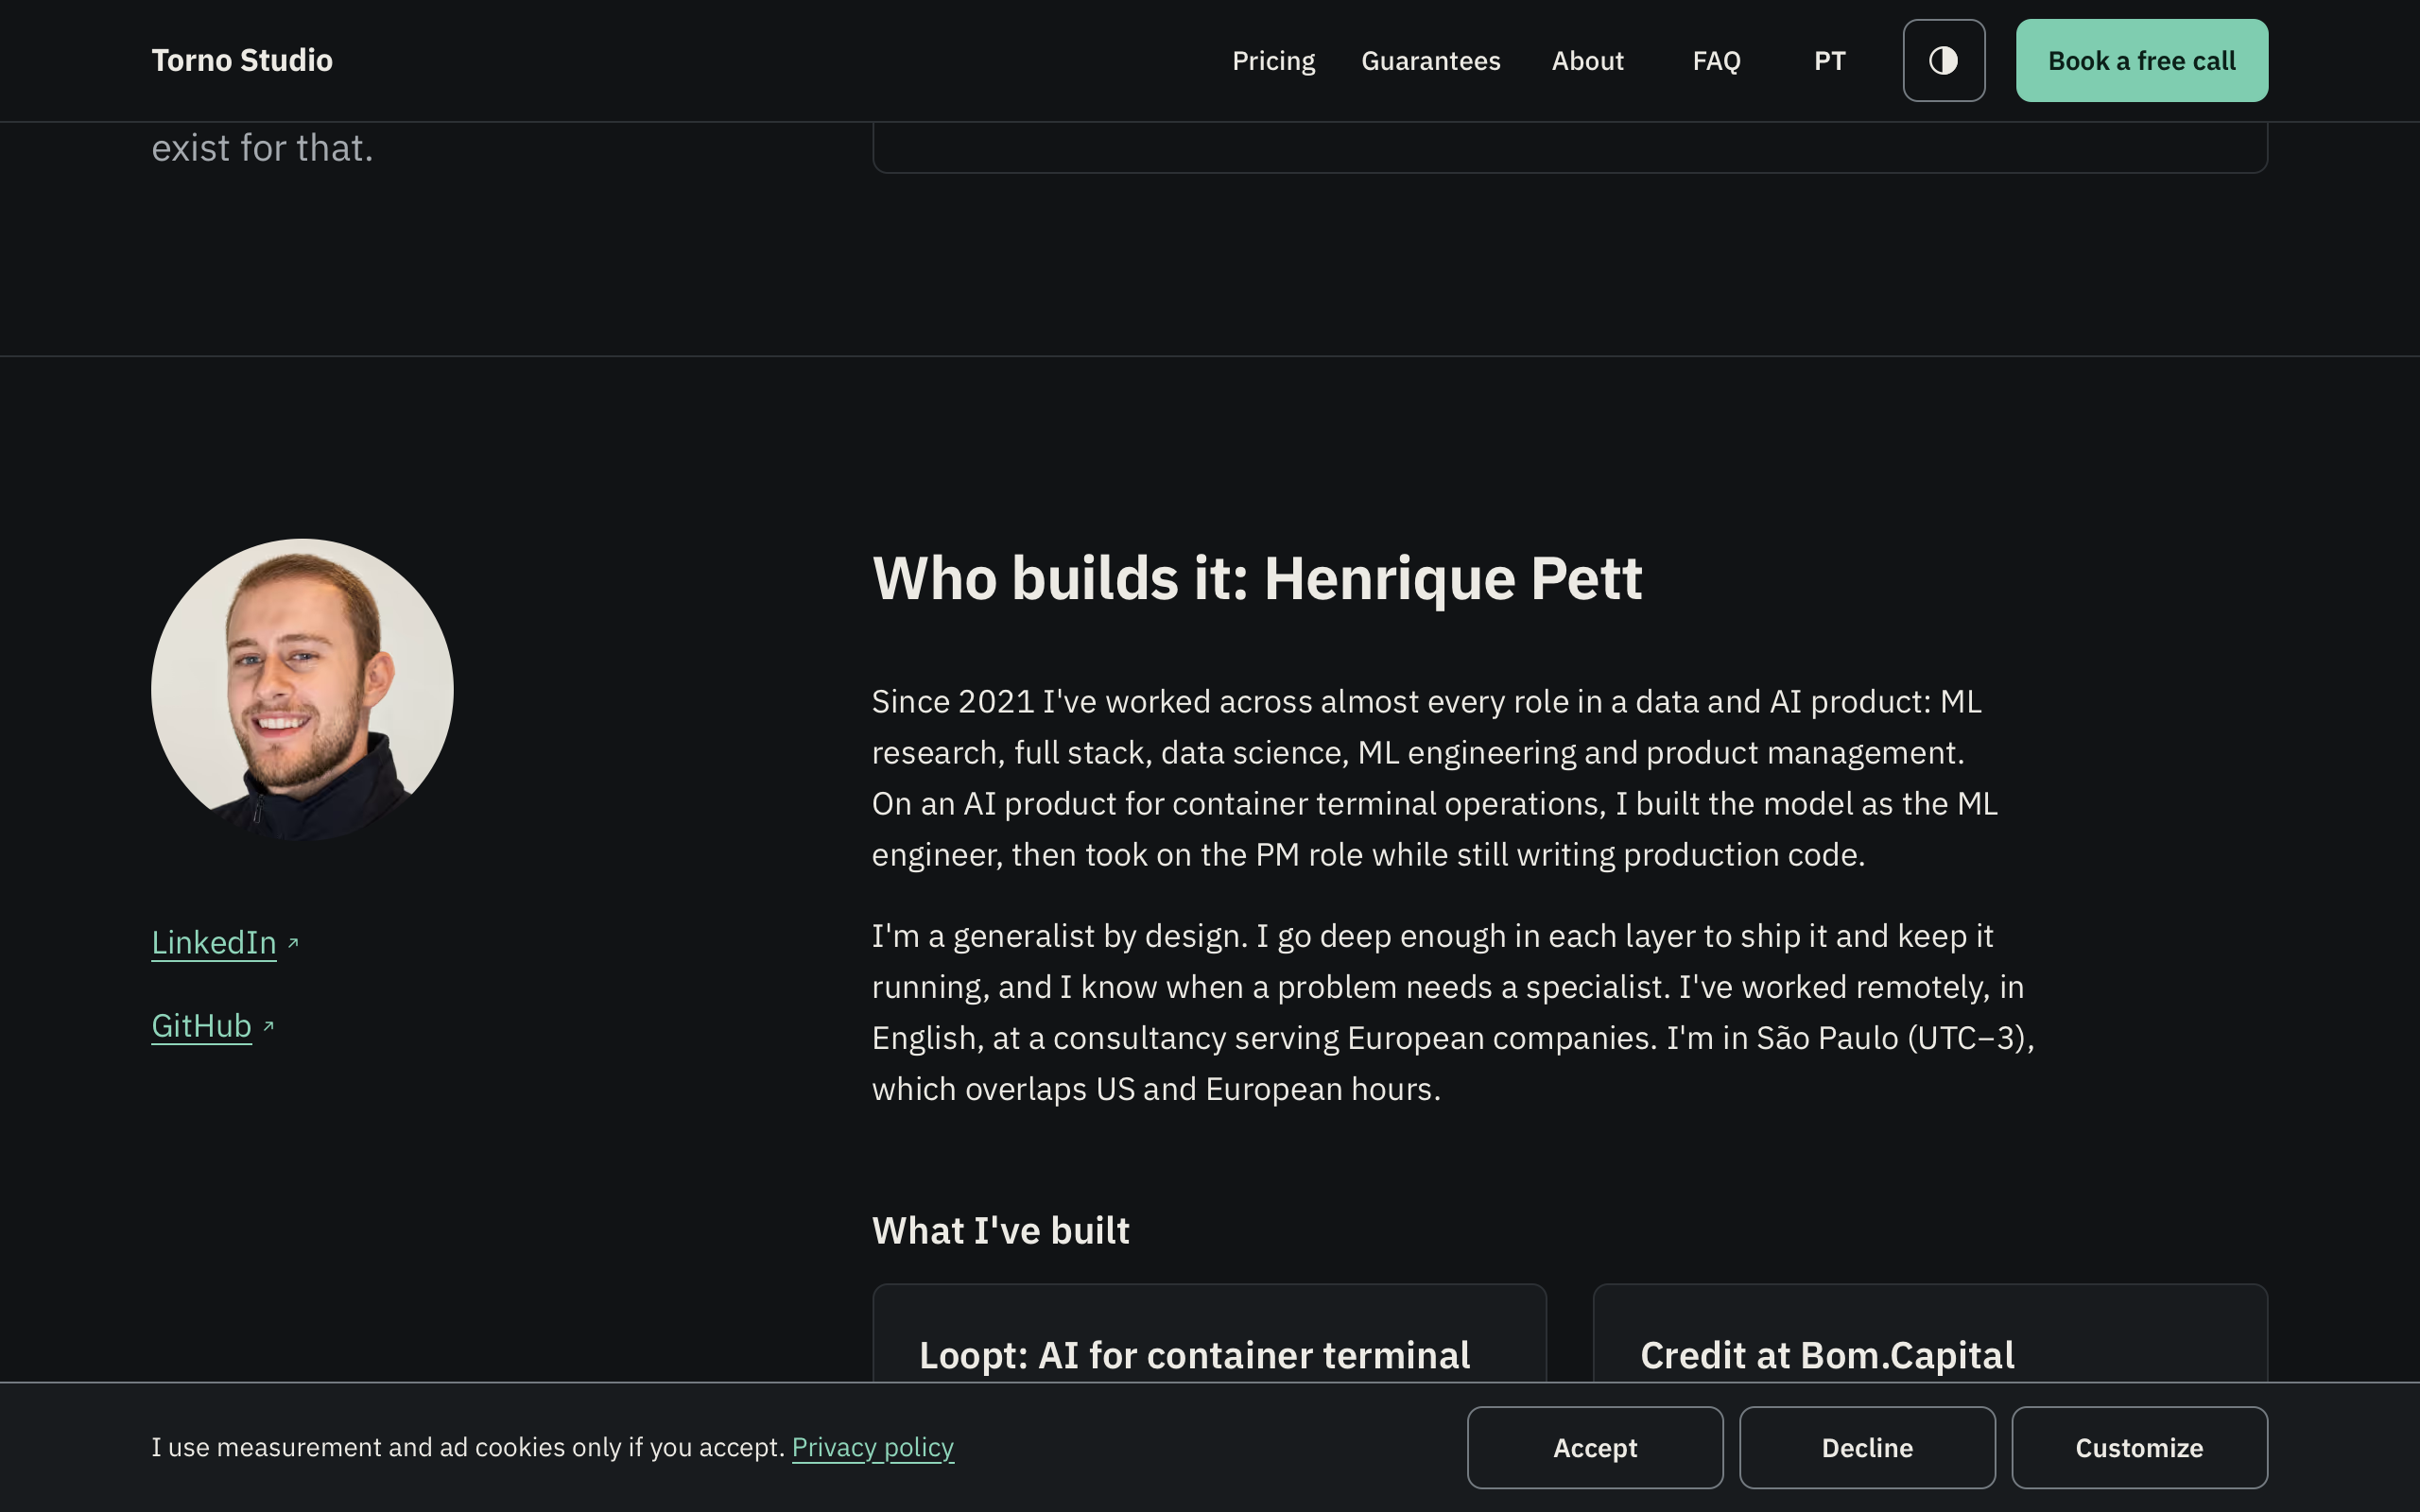 Torno Studio
Pricing
Guarantees
About
FAQ
PT
Book a free call
exist for that.
Who builds it: Henrique Pett
Since 2021 I've worked across almost every role in a data and AI product: ML
research, full stack, data science, ML engineering and product management.
On an AI product for container terminal operations, I built the model as the ML
engineer, then took on the PM role while still writing production code.
LinkedIn ↗
GitHub ↗
I'm a generalist by design. I go deep enough in each layer to ship it and keep it
running, and I know when a problem needs a specialist. I've worked remotely, in
English, at a consultancy serving European companies. I'm in São Paulo (UTC−3),
which overlaps US and European hours.
What I've built
Loopt: AI for container terminal
Credit at Bom.Capital
I use measurement and ad cookies only if you accept. Privacy policy
Accept
Decline
Customize